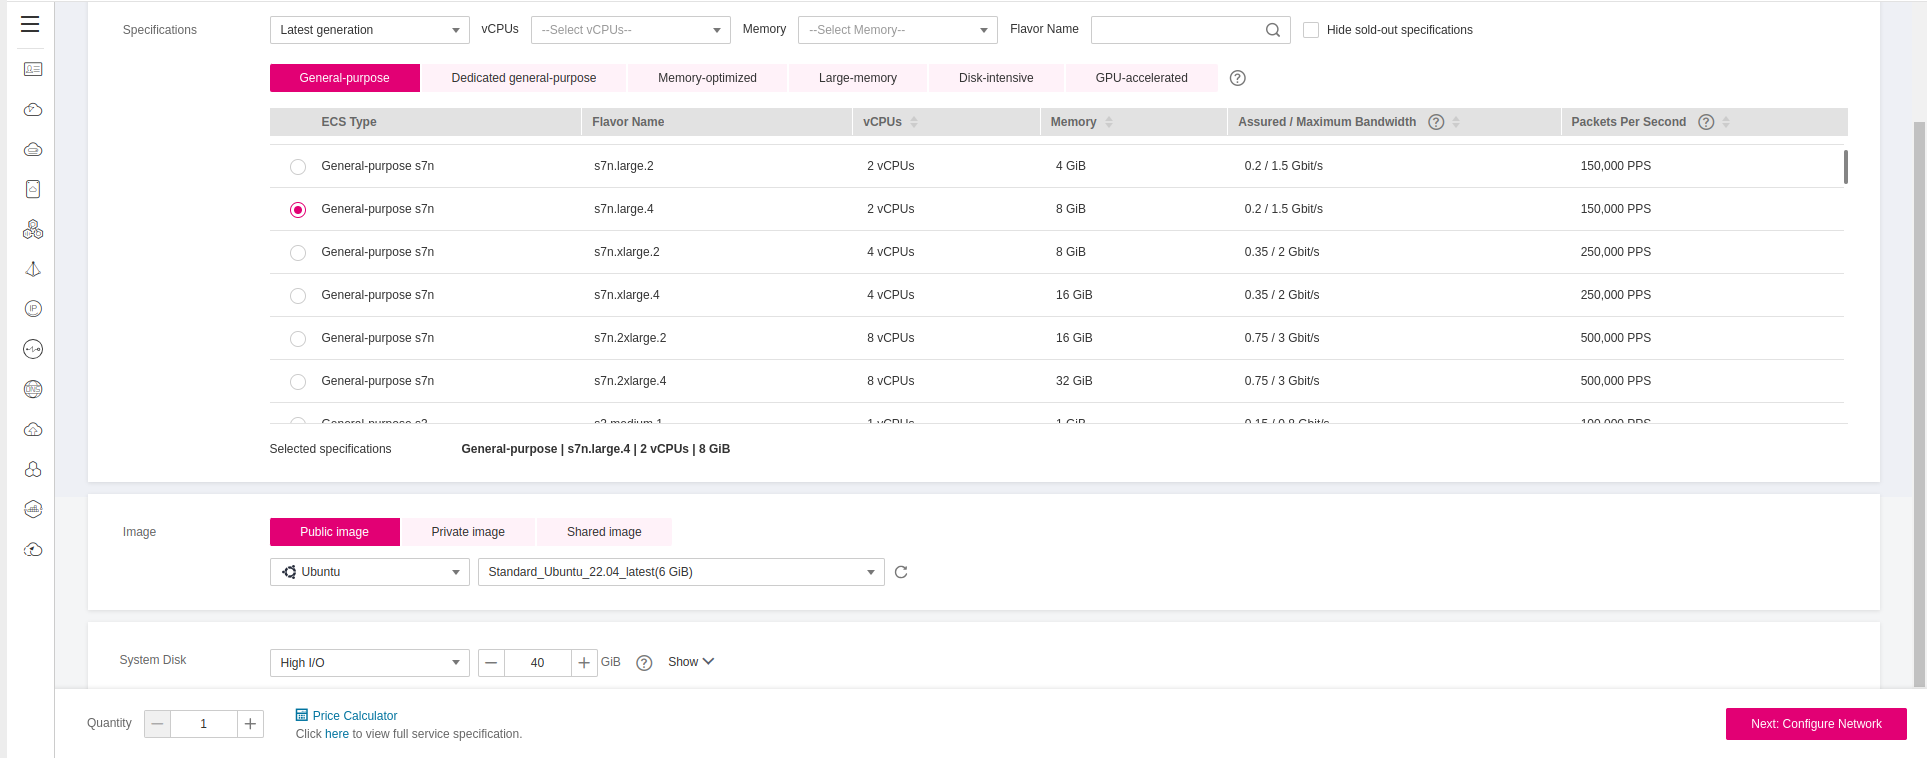 Specifications
Latest generation vCPUs --Select vCPUs-- Memory --Select Memory-- Flavor Name Hide sold-out specifications
General-purpose Dedicated general-purpose Memory-optimized Large-memory Disk-intensive GPU-accelerated ?
ECS Type Flavor Name vCPUs Memory Assured / Maximum Bandwidth ? Packets Per Second ?
General-purpose s7n s7n.large.2 2 vCPUs 4 GiB 0.2 / 1.5 Gbit/s 150,000 PPS
General-purpose s7n s7n.large.4 2 vCPUs 8 GiB 0.2 / 1.5 Gbit/s 150,000 PPS
General-purpose s7n s7n.xlarge.2 4 vCPUs 8 GiB 0.35 / 2 Gbit/s 250,000 PPS
General-purpose s7n s7n.xlarge.4 4 vCPUs 16 GiB 0.35 / 2 Gbit/s 250,000 PPS
General-purpose s7n s7n.2xlarge.2 8 vCPUs 16 GiB 0.75 / 3 Gbit/s 500,000 PPS
General-purpose s7n s7n.2xlarge.4 8 vCPUs 32 GiB 0.75 / 3 Gbit/s 500,000 PPS
Selected specifications General-purpose | s7n.large.4 | 2 vCPUs | 8 GiB
Image
Public image Private image Shared image
Ubuntu Standard_Ubuntu_22.04_latest(6 GiB)
System Disk High I/O 40 GiB ? Show
Quantity 1
Price Calculator
Click here to view full service specification.
Next: Configure Network
IP
DNS